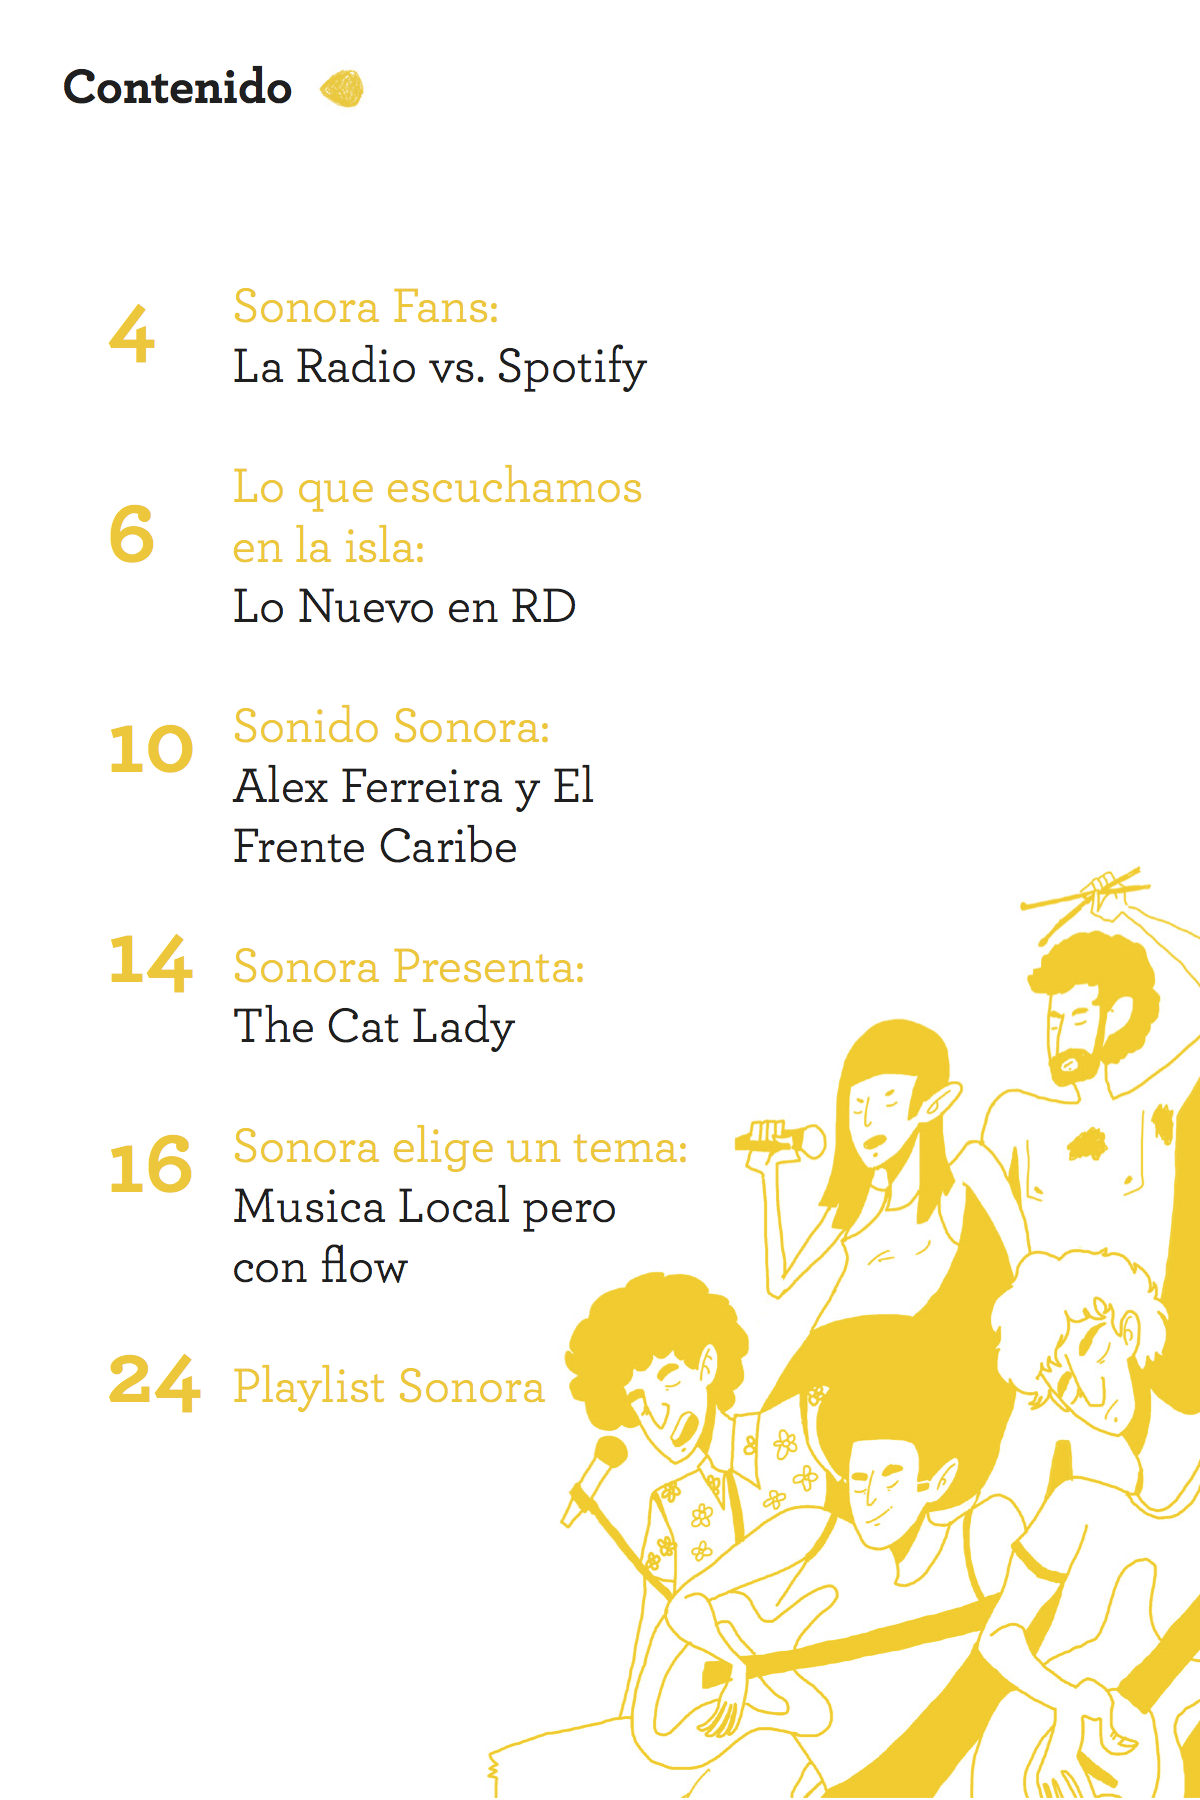 Contenido
4
Sonora Fans:
La Radio vs. Spotify
6
Lo que escuchamos
en la isla:
Lo Nuevo en RD
10
Sonido Sonora:
Alex Ferreira y El
Frente Caribe
14
Sonora Presenta:
The Cat Lady
16
Sonora elige un tema:
Musica Local pero
con flow
24
Playlist Sonora